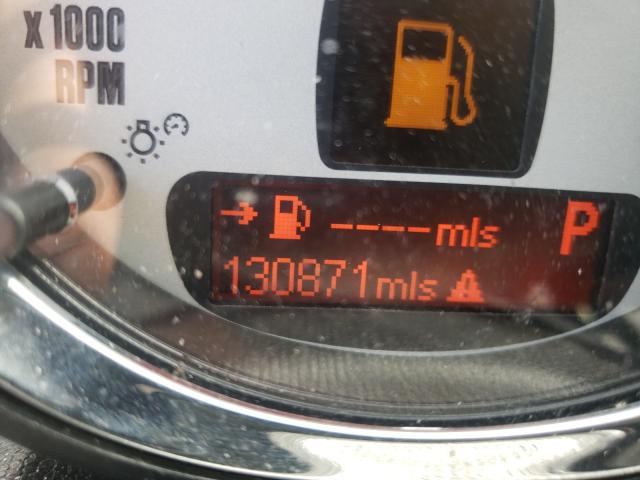 x1000
RPM
----mls P
130871mls